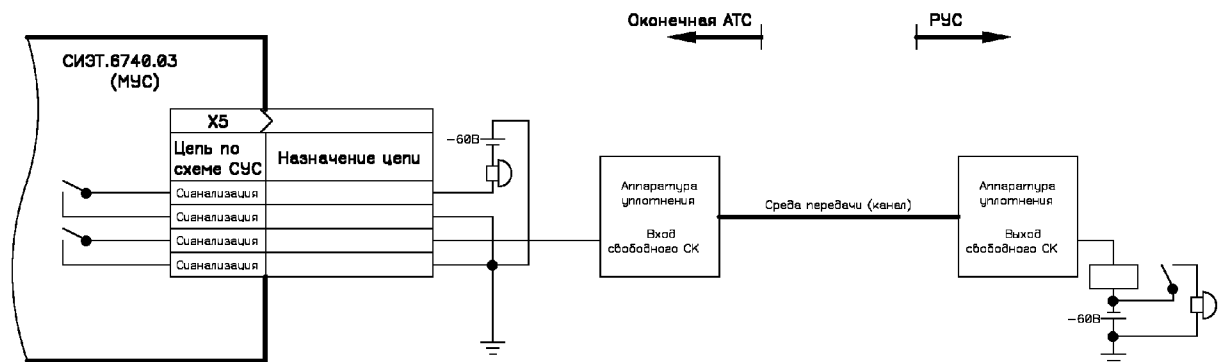 Оконечная АТС
РУС
СИЭТ.6740.03
(МУС)
X5
Цепь по
схеме СУС
Назначение цепи
Сигнализация
Сигнализация
Сигнализация
Сигнализация
-60В
Аппаратура
уплотнения
Вход
свободного СК
Среда передачи (канал)
Аппаратура
уплотнения
Выход
свободного СК
-60В